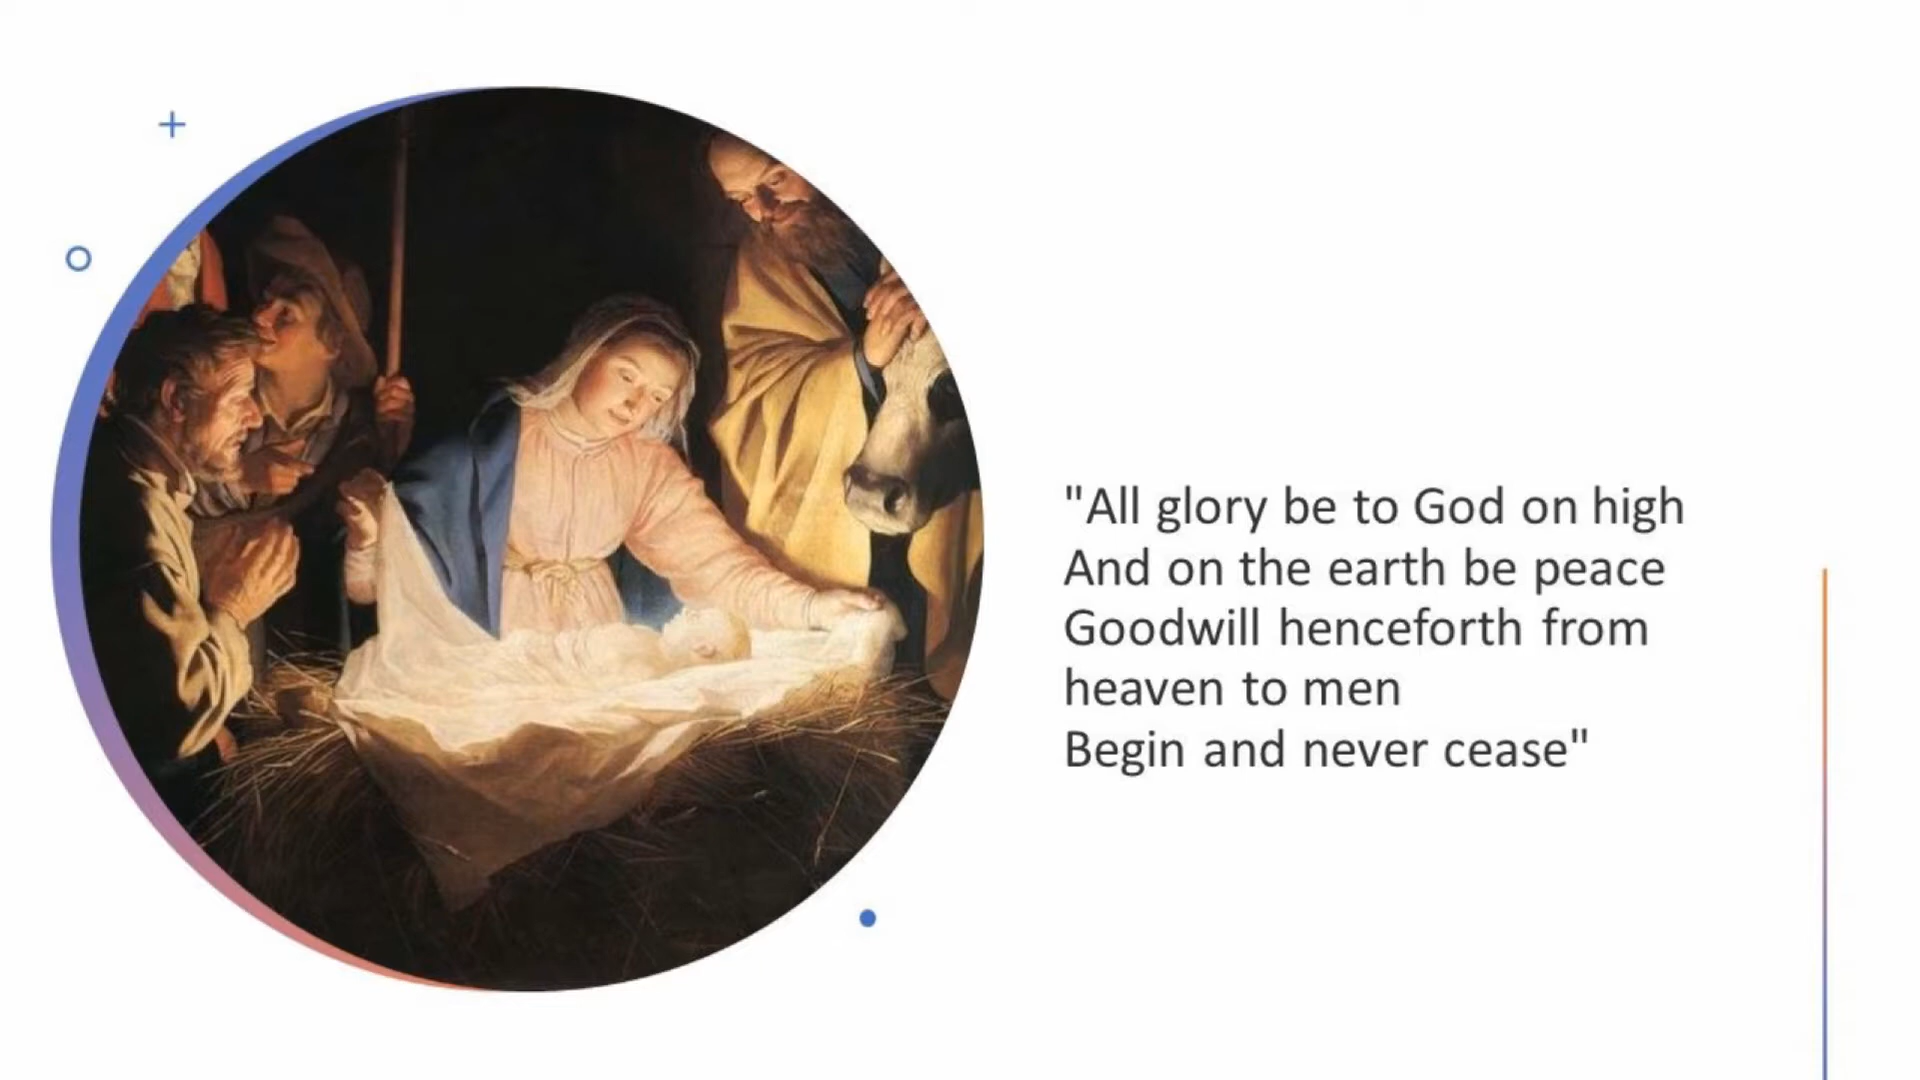 "All glory be to God on high
And on the earth be peace
Goodwill henceforth from
heaven to men
Begin and never cease"